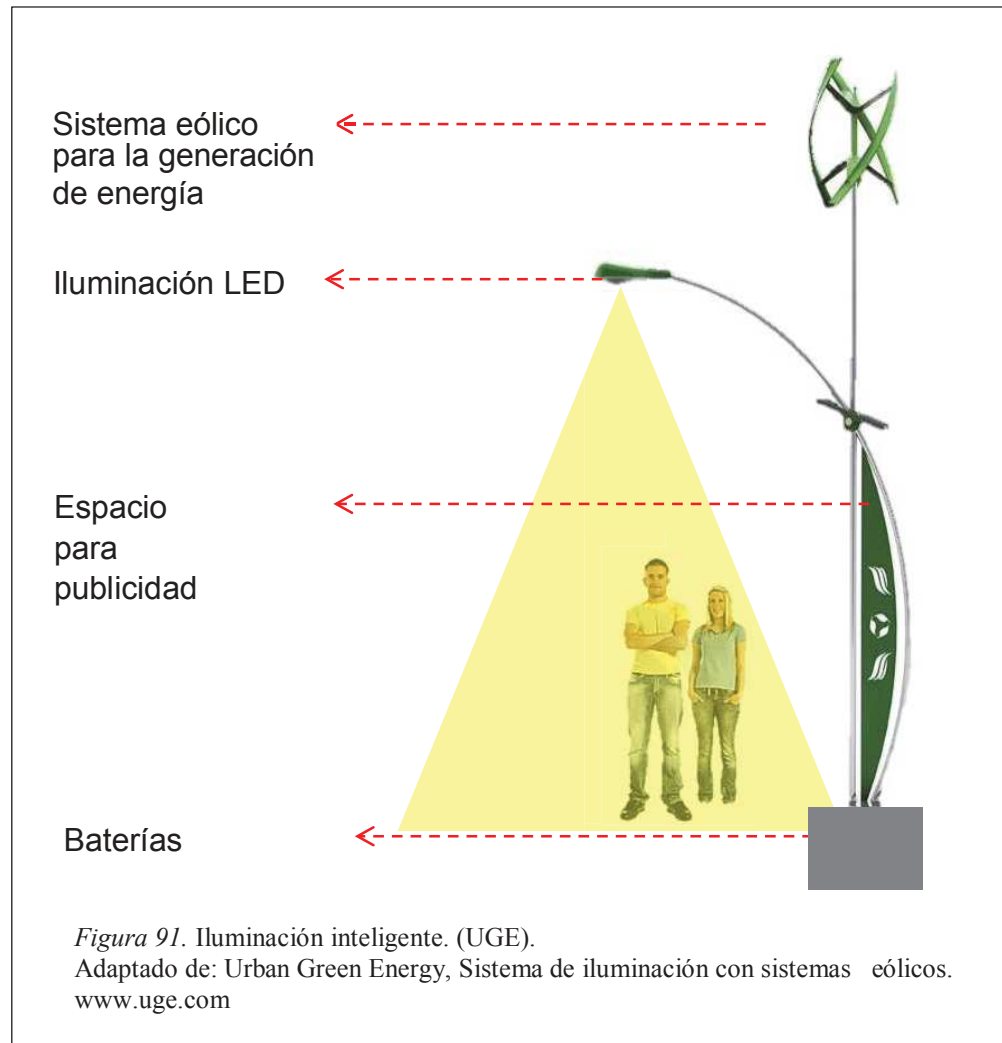 Sistema eólico
para la generación
de energía
Iluminación LED
Espacio
para
publicidad
Baterías
Figura 91. Iluminación inteligente. (UGE).
Adaptado de: Urban Green Energy, Sistema de iluminación con sistemas eólicos.
www.uge.com